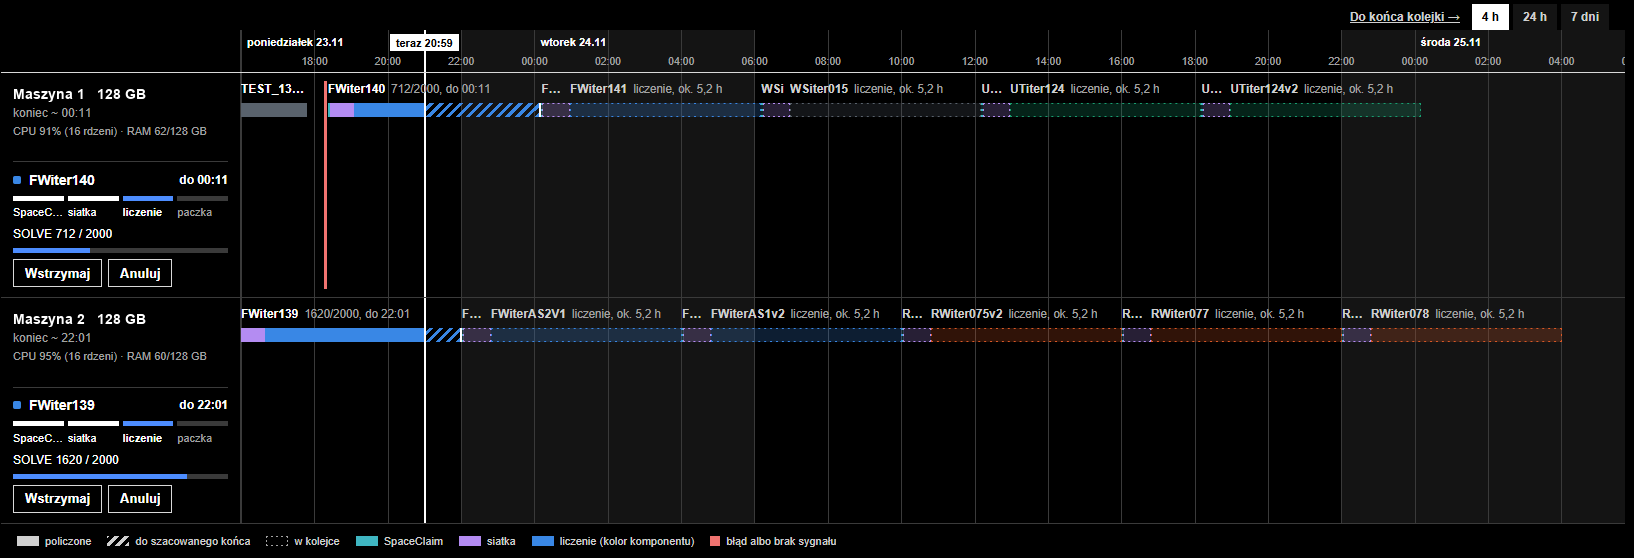 Do końca kolejki → 4 h 24 h 7 dni
poniedziałek 23.11 teraz 20:59 wtorek 24.11 środa 25.11
18:00 20:00 22:00 00:00 02:00 04:00 06:00 08:00 10:00 12:00 14:00 16:00 18:00 20:00 22:00 00:00 02:00 04:00
Maszyna 1 128 GB
koniec ~ 00:11
CPU 91% (16 rdzeni) · RAM 62/128 GB
TEST_13... FWiter140 712/2000, do 00:11 F... FWiter141 liczenie, ok. 5,2 h WSi WSiter015 liczenie, ok. 5,2 h U... UTiter124 liczenie, ok. 5,2 h U... UTiter124v2 liczenie, ok. 5,2 h
FWiter140 do 00:11
SpaceC... siatka liczenie paczka
SOLVE 712 / 2000
Wstrzymaj Anuluj
Maszyna 2 128 GB
koniec ~ 22:01
CPU 95% (16 rdzeni) · RAM 60/128 GB
FWiter139 1620/2000, do 22:01 F... FWiterAS2V1 liczenie, ok. 5,2 h F... FWiterAS1v2 liczenie, ok. 5,2 h R... RWiter075v2 liczenie, ok. 5,2 h R... RWiter077 liczenie, ok. 5,2 h R... RWiter078 liczenie, ok. 5,2 h
FWiter139 do 22:01
SpaceC... siatka liczenie paczka
SOLVE 1620 / 2000
Wstrzymaj Anuluj
policzone do szacowanego końca w kolejce SpaceClaim siatka liczenie (kolor komponentu) błąd albo brak sygnału